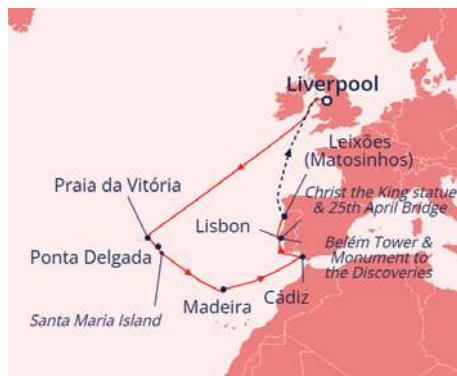 Liverpool
Leixões
(Matosinhos)
Praia da Vitória
Christ the King statue
& 25th April Bridge
Lisbon
Belém Tower &
Monument to
the Discoveries
Ponta Delgada
Madeira
Cádiz
Santa Maria Island